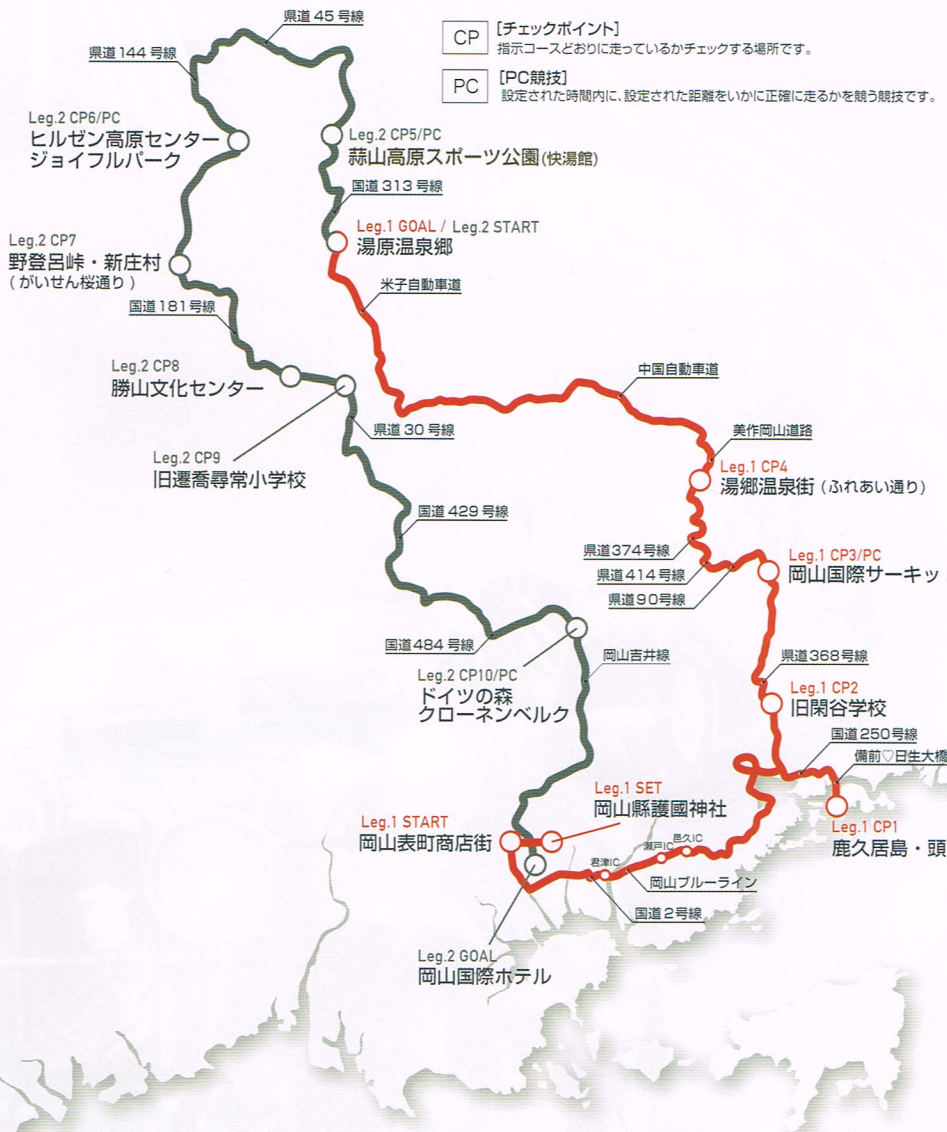 県道45号線
県道144号線
CP
[チェックポイント]
指示コースどおりに走っているかチェックする場所です。
PC
[PC競技]
設定された時間内に、設定された距離をいかに正確に走るかを競う競技です。
Leg.2 CP6/PC
ヒルゼン高原センター
ジョイフルパーク
Leg.2 CP5/PC
蒜山高原スポーツ公園(快湯館)
国道313号線
Leg.1 GOAL / Leg.2 START
湯原温泉郷
Leg.2 CP7
野登呂峠・新庄村
(がいせん桜通り)
米子自動車道
国道181号線
Leg.2 CP8
勝山文化センター
中国自動車道
県道30号線
美作岡山道路
Leg.2 CP9
旧遷喬尋常小学校
Leg.1 CP4
湯郷温泉街(ふれあい通り)
国道429号線
県道374号線
県道414号線
県道90号線
Leg.1 CP3/PC
岡山国際サーキッ
国道484号線
岡山吉井線
県道368号線
Leg.2 CP10/PC
ドイツの森
クローネンベルク
Leg.1 CP2
旧閑谷学校
国道250号線
備前♡日生大橋
Leg.1 SET
岡山縣護國神社
Leg.1 START
岡山表町商店街
Leg.1 CP1
鹿久居島・頭
君津IC
瀬戸IC
邑久IC
岡山ブルーライン
国道2号線
Leg.2 GOAL
岡山国際ホテル